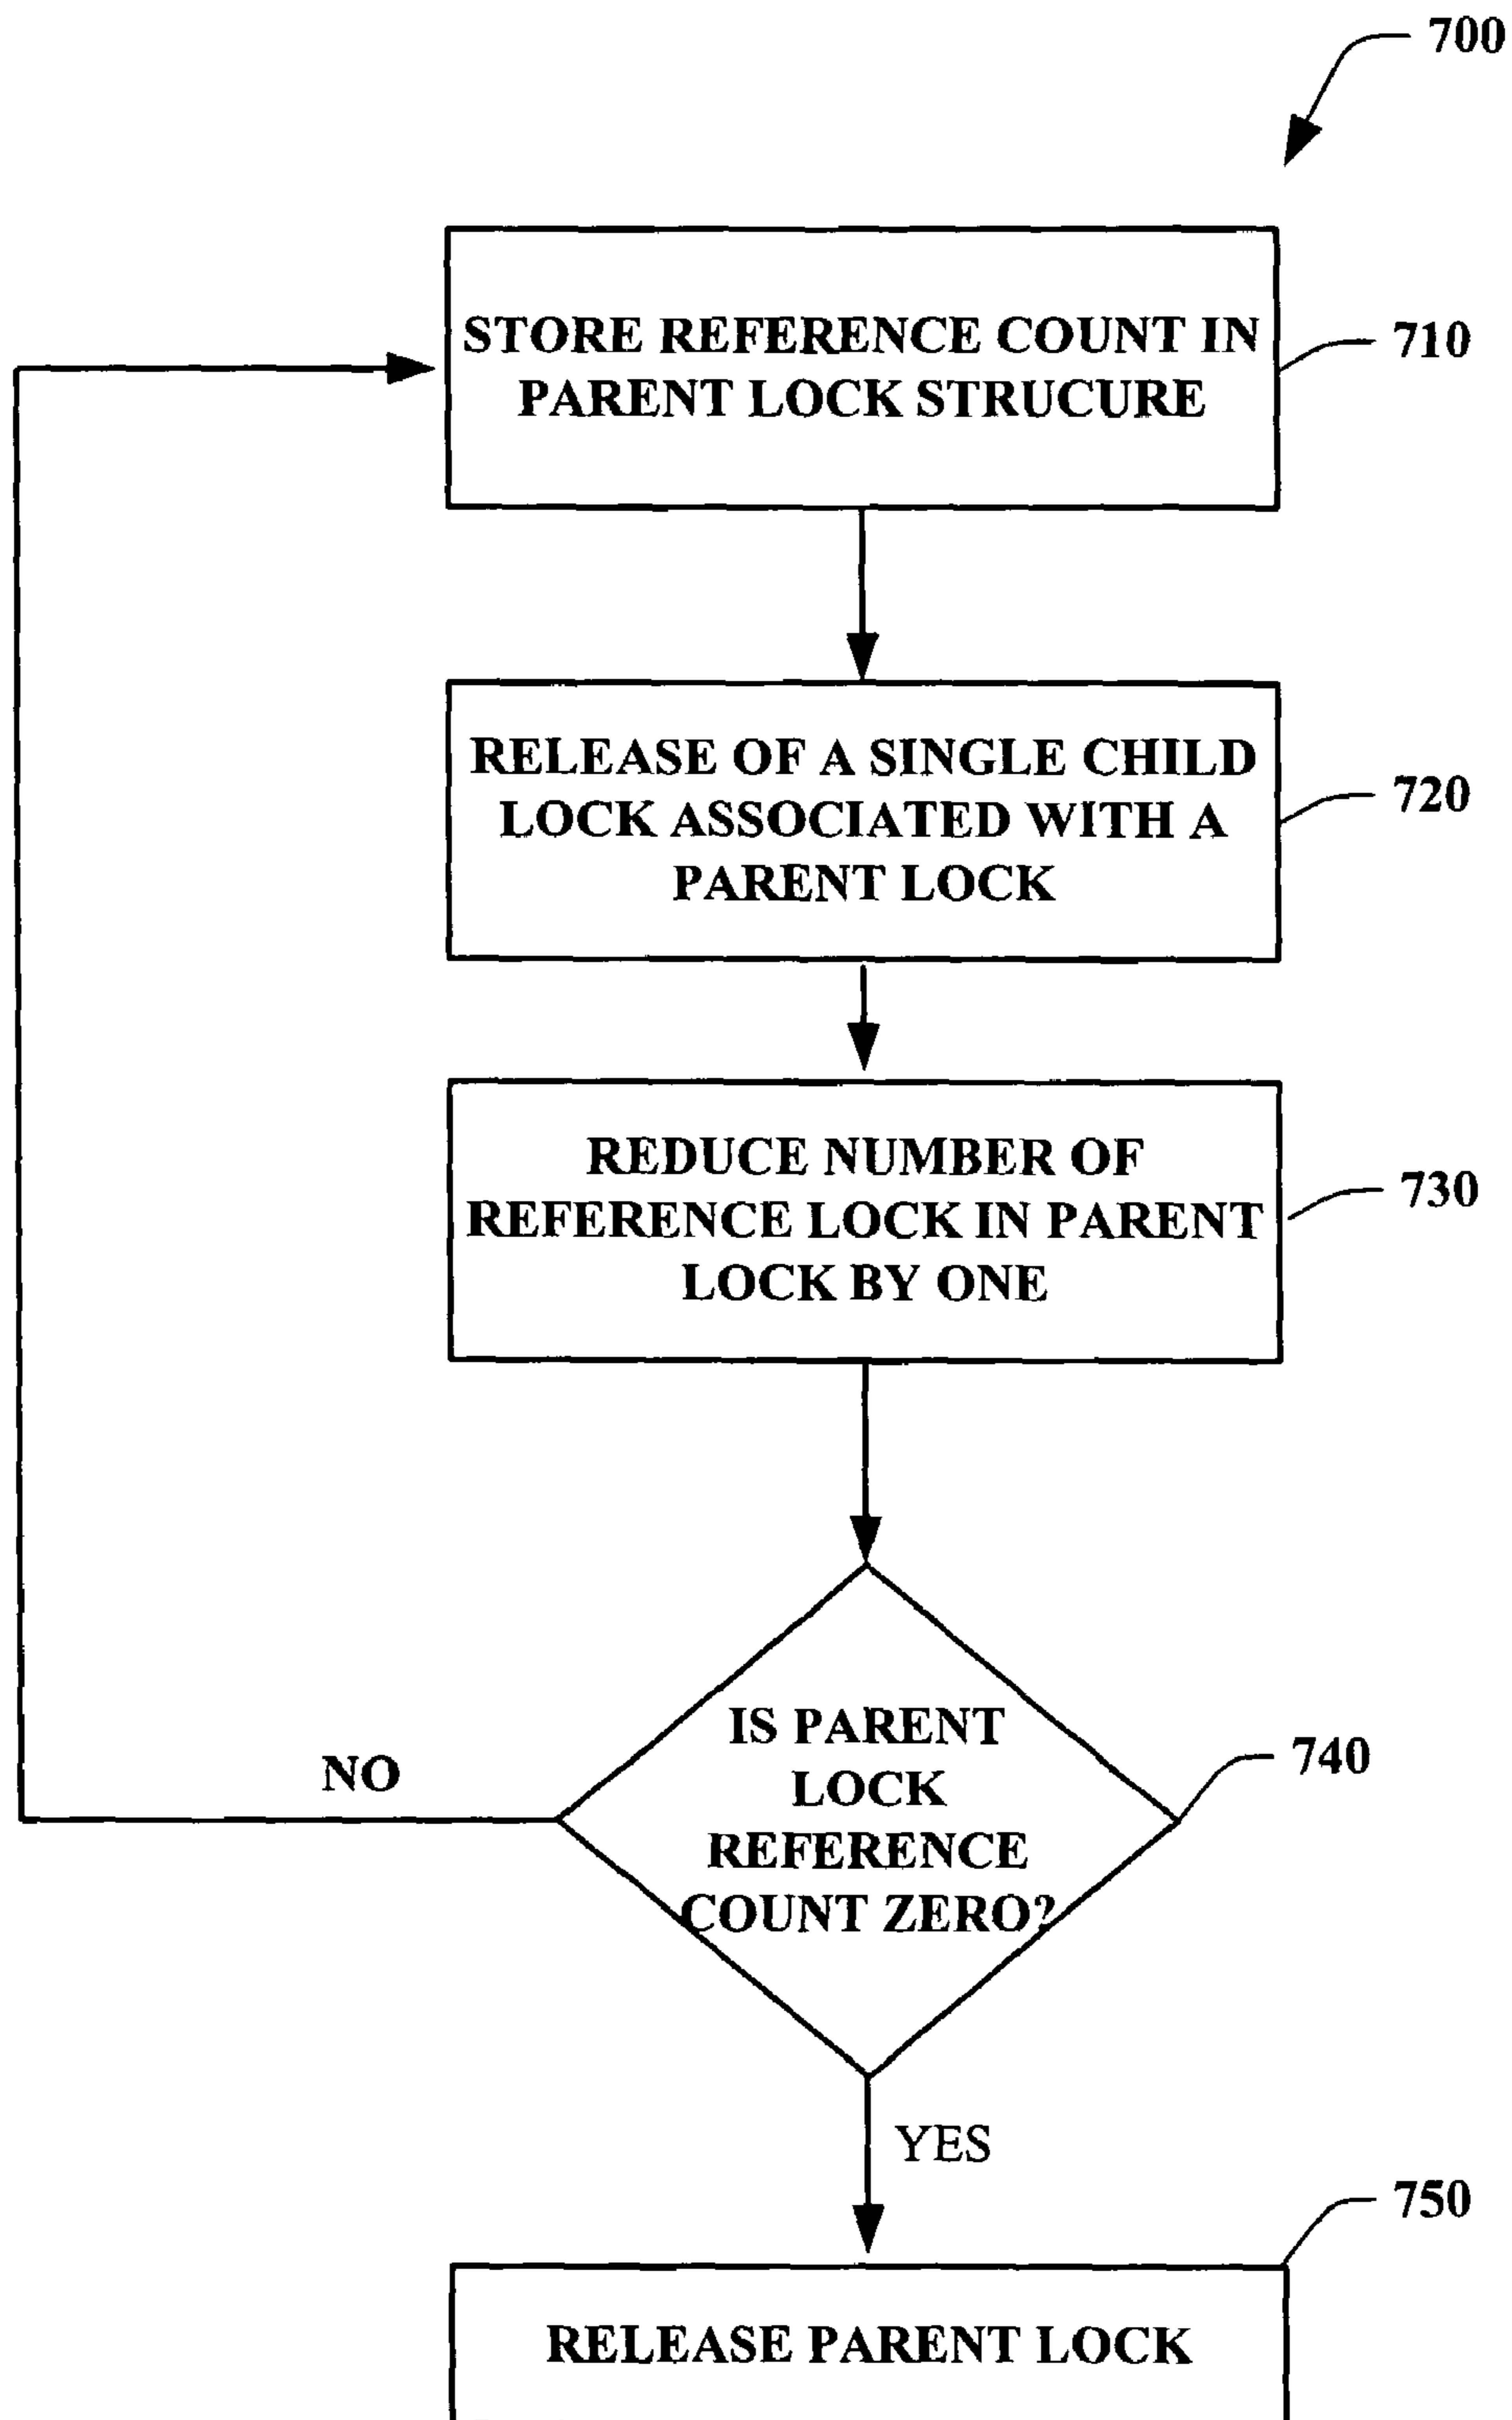 700
STORE REFERENCE COUNT IN
PARENT LOCK STRUCURE
710
RELEASE OF A SINGLE CHILD
LOCK ASSOCIATED WITH A
PARENT LOCK
720
REDUCE NUMBER OF
REFERENCE LOCK IN PARENT
LOCK BY ONE
730
IS PARENT
LOCK
REFERENCE
COUNT ZERO?
740
NO
YES
750
RELEASE PARENT LOCK